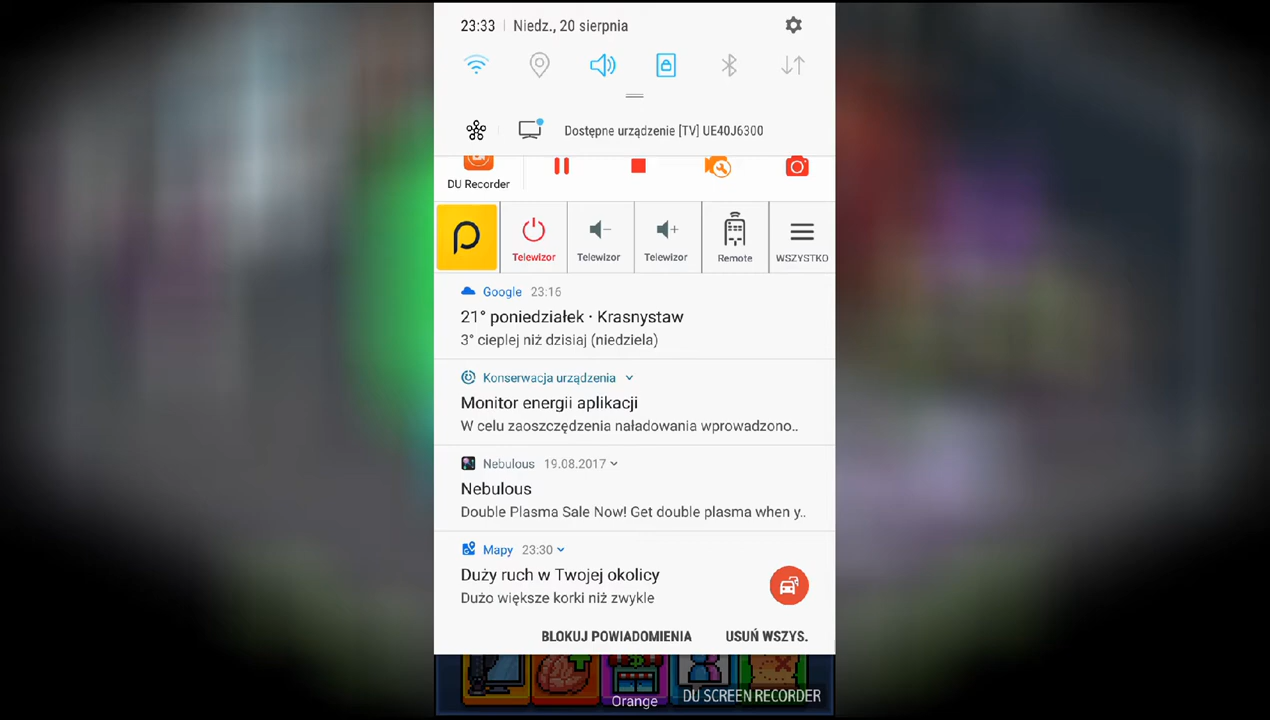 23:33 | Niedz., 20 sierpnia
Dostępne urządzenie [TV] UE40J6300
DU Recorder
Telewizor
Telewizor
Telewizor
Remote
WSZYSTKO
Google 23:16
21° poniedziałek · Krasnystaw
3° cieplej niż dzisiaj (niedziela)
Konserwacja urządzenia
Monitor energii aplikacji
W celu zaoszczędzenia naładowania wprowadzono..
Nebulous 19.08.2017
Nebulous
Double Plasma Sale Now! Get double plasma when y..
Mapy 23:30
Duży ruch w Twojej okolicy
Dużo większe korki niż zwykle
BLOKUJ POWIADOMIENIA USUŃ WSZYS.
DU SCREEN RECORDER
Orange